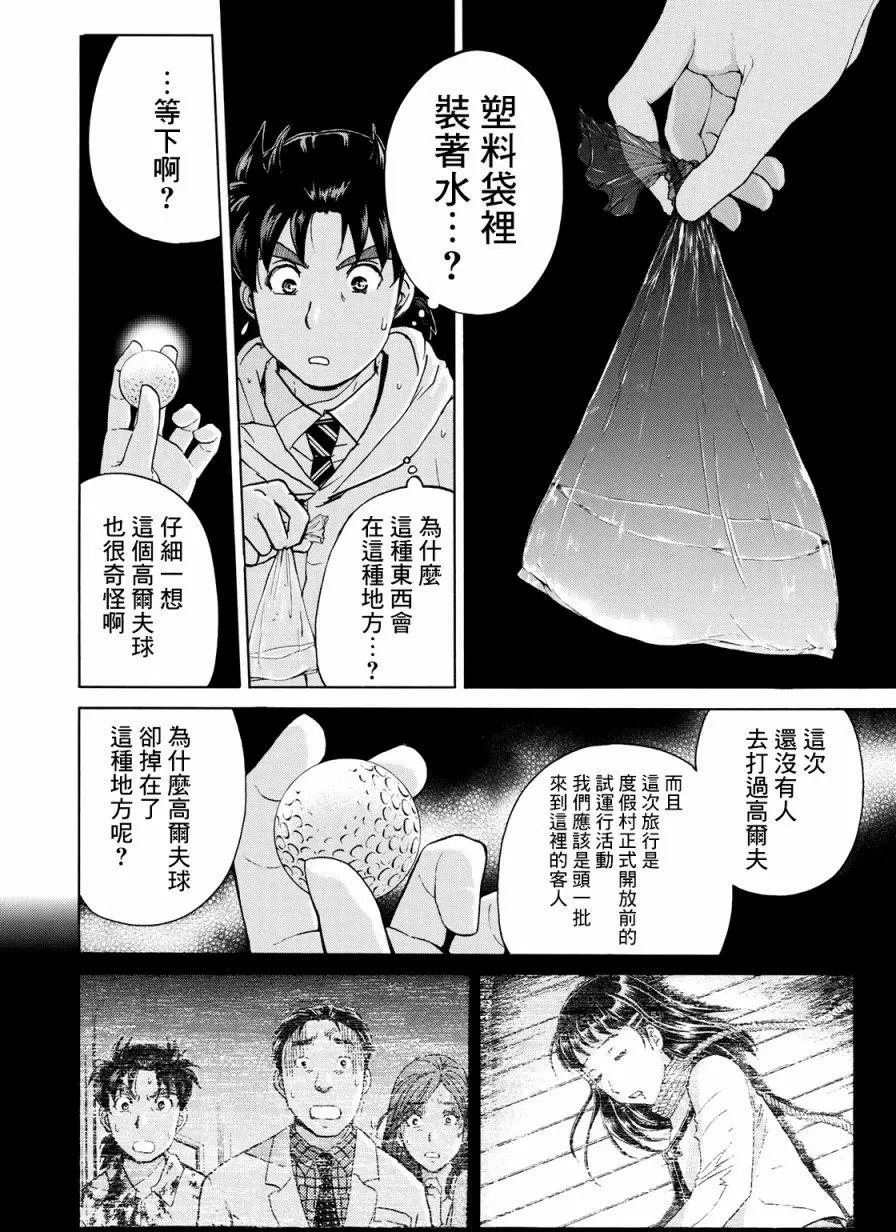 塑料袋裡
裝著水…?
為什麼
這種東西會
在這種地方…?
…等下啊?
仔細一想
這個高爾夫球
也很奇怪啊
這次
還沒有人
去打過高爾夫
而且
這次旅行是
度假村正式開放前的
試運行活動
我們應該是頭一批
來到這裡的客人
為什麼高爾夫球
卻掉在了
這種地方呢?